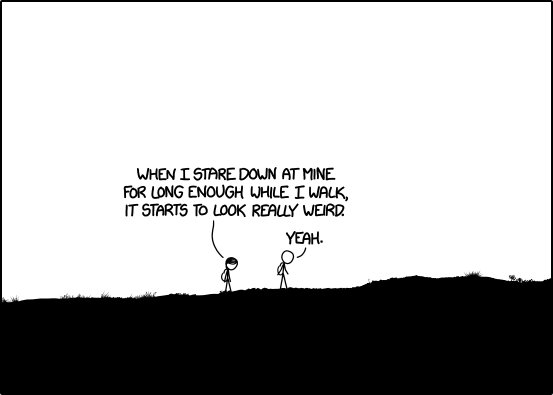 WHEN I STARE DOWN AT MINE
FOR LONG ENOUGH WHILE I WALK,
IT STARTS TO LOOK REALLY WEIRD.
YEAH.